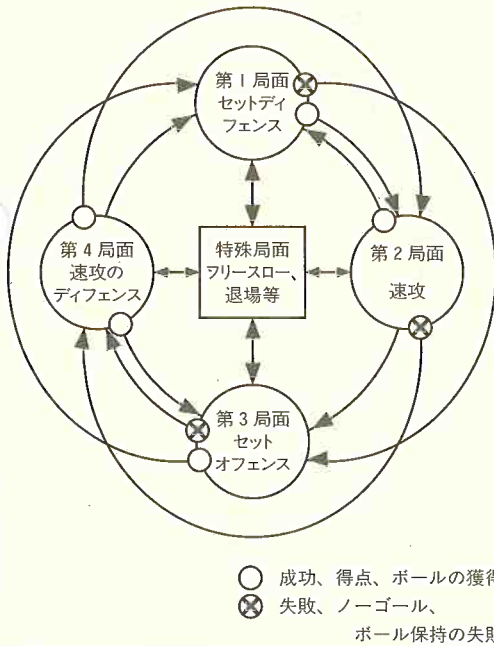 第1局面
セットディ
フェンス
第4局面
速攻の
ディフェンス
特殊局面
フリースロー、
退場等
第2局面
速攻
第3局面
セット
オフェンス
成功、得点、ボールの獲得
失敗、ノーゴール、
ボール保持の失敗